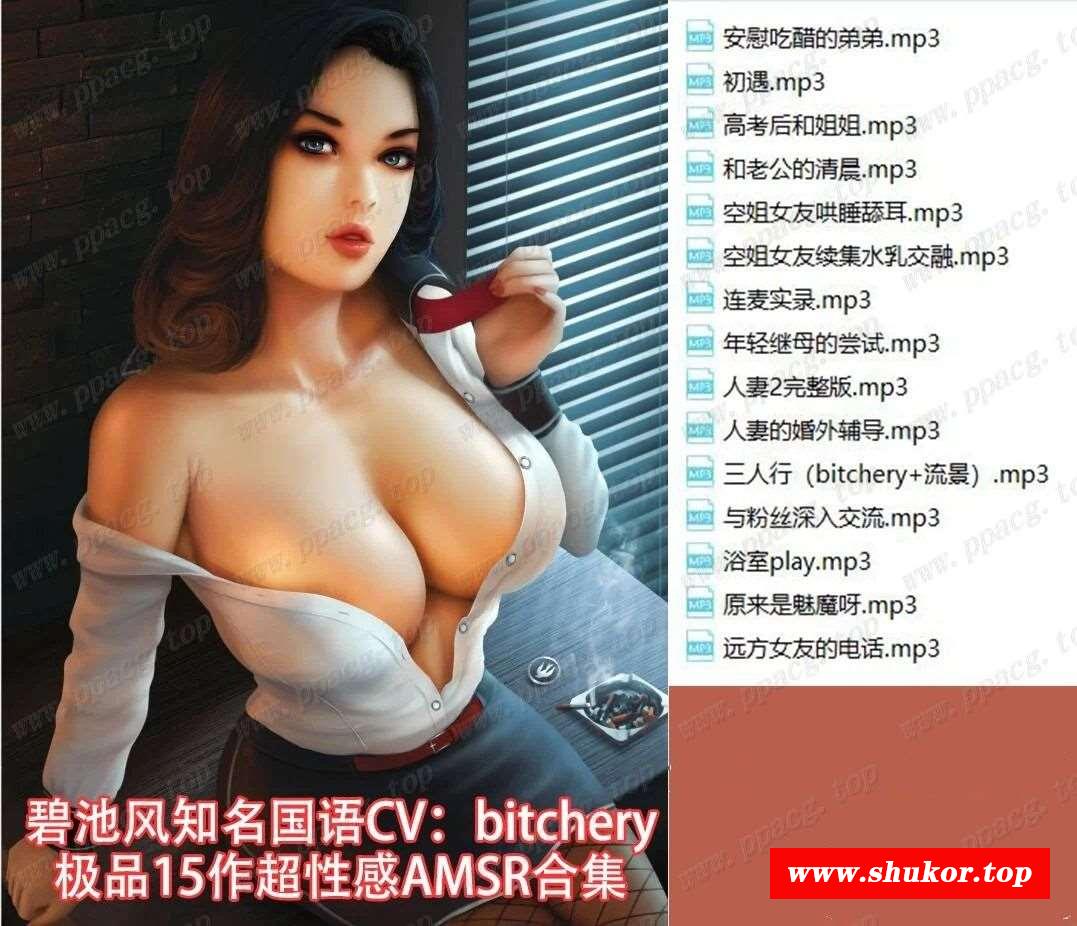 安慰吃醋的弟弟.mp3
初遇.mp3
高考后和姐姐.mp3
和老公的清晨.mp3
空姐女友哄睡舔耳.mp3
空姐女友续集水乳交融.mp3
连麦实录.mp3
年轻继母的尝试.mp3
人妻2完整版.mp3
人妻的婚外辅导.mp3
三人行（bitchery+流景）.mp3
与粉丝深入交流.mp3
浴室play.mp3
原来是魅魔呀.mp3
远方女友的电话.mp3
碧池风知名国语CV：bitchery
极品15作超性感AMSR合集
www.shukor.top
www.ppacg.top